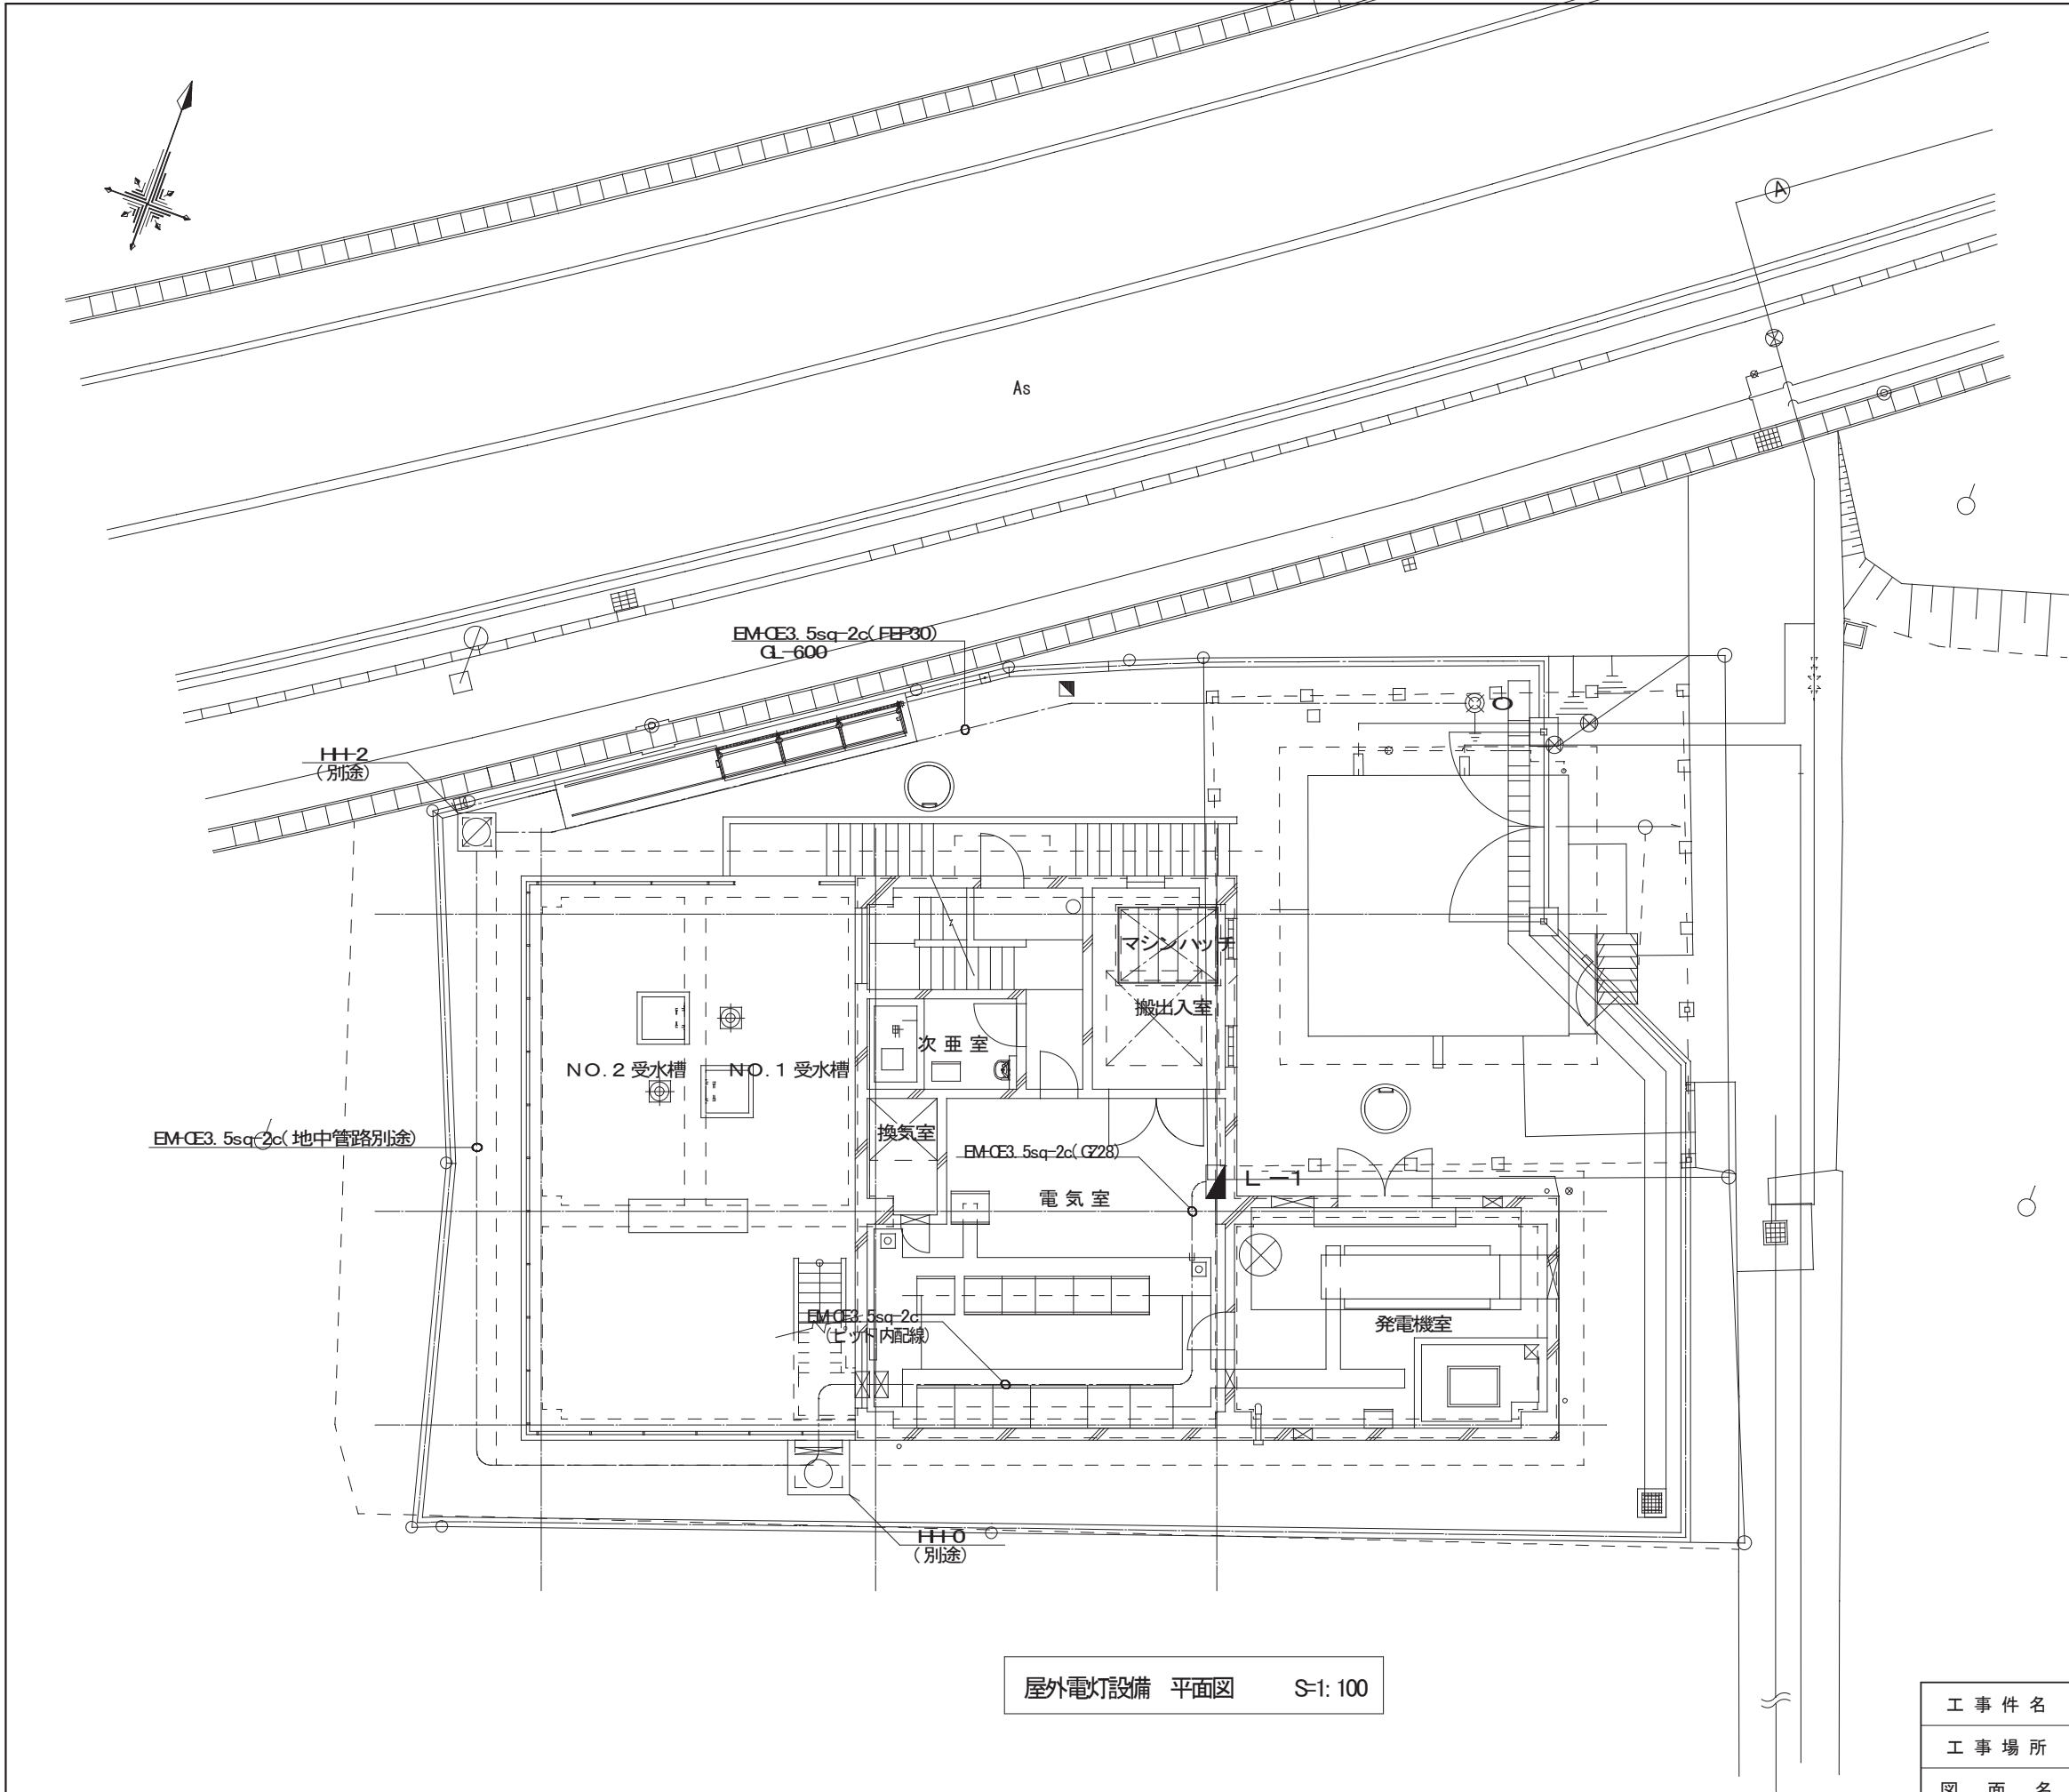 A
As
EM-CE3.5sq-2c(FEP30)
GL-600
HH-2
(別途)
O
マシンハッチ
搬出入室
次亜室
NO.2 受水槽
NO.1 受水槽
換気室
EM-CE3.5sq-2c(地中管路別途)
EM-CE3.5sq-2c(GZ28)
L-1
電気室
EM-CE3.5sq-2c
(ピット内配線)
発電機室
HH-0
(別途)
屋外電灯設備 平面図 S=1:100
工事件名
工事場所
図面名